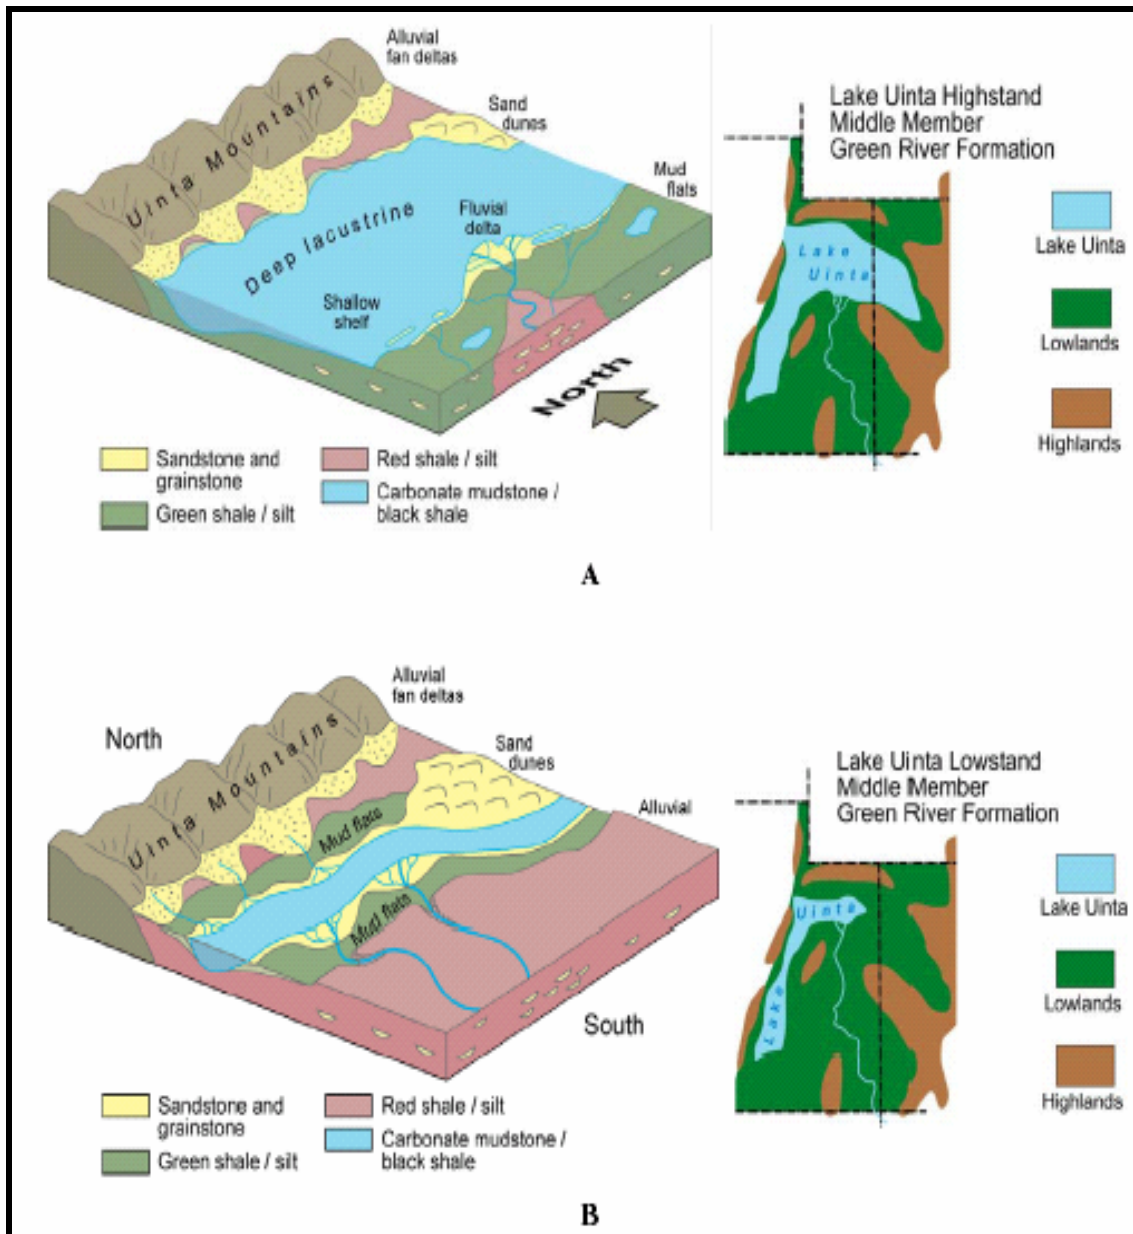 Alluvial
fan deltas
Uinta Mountains
Sand
dunes
Mud
flats
Fluvial
delta
Deep lacustrine
Shallow
shelf
North
Sandstone and
grainstone
Green shale / silt
Red shale / silt
Carbonate mudstone /
black shale
Lake Uinta Highstand
Middle Member
Green River Formation
Lake
Uinta
Lake Uinta
Lowlands
Highlands
A
North
Alluvial
fan deltas
Uinta Mountains
Sand
dunes
Alluvial
Mud flats
Mud flats
South
Sandstone and
grainstone
Green shale / silt
Red shale / silt
Carbonate mudstone /
black shale
Lake Uinta Lowstand
Middle Member
Green River Formation
Uinta
Lake
Lake Uinta
Lowlands
Highlands
B